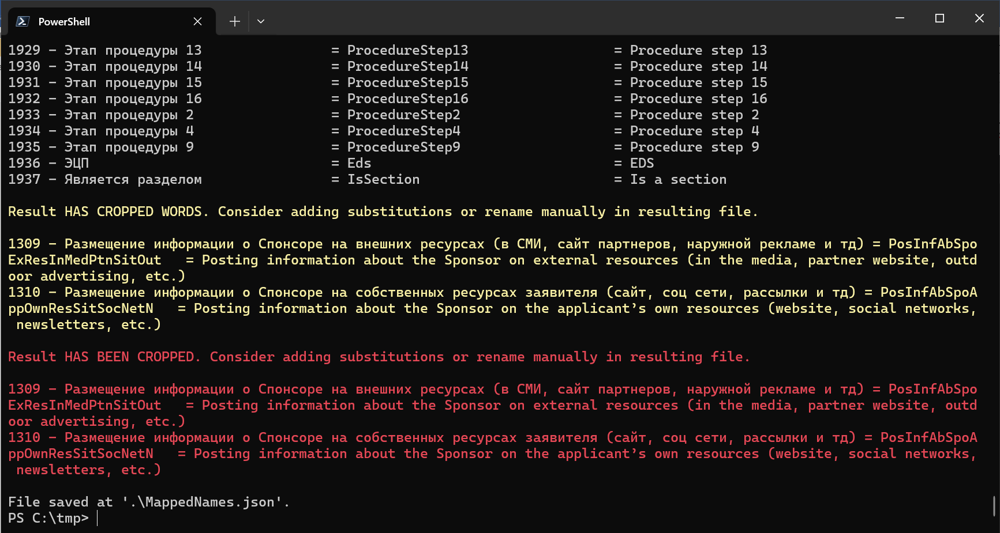 PowerShell
1929 - Этап процедуры 13 = ProcedureStep13 = Procedure step 13
1930 - Этап процедуры 14 = ProcedureStep14 = Procedure step 14
1931 - Этап процедуры 15 = ProcedureStep15 = Procedure step 15
1932 - Этап процедуры 16 = ProcedureStep16 = Procedure step 16
1933 - Этап процедуры 2 = ProcedureStep2 = Procedure step 2
1934 - Этап процедуры 4 = ProcedureStep4 = Procedure step 4
1935 - Этап процедуры 9 = ProcedureStep9 = Procedure step 9
1936 - ЭЦП = Eds = EDS
1937 - Является разделом = IsSection = Is a section
Result HAS CROPPED WORDS. Consider adding substitutions or rename manually in resulting file.
1309 - Размещение информации о Спонсоре на внешних ресурсах (в СМИ, сайт партнеров, наружной рекламе и тд) = PosInfAbSpo
ExResInMedPtnSitOut = Posting information about the Sponsor on external resources (in the media, partner website, outd
oor advertising, etc.)
1310 - Размещение информации о Спонсоре на собственных ресурсах заявителя (сайт, соц сети, рассылки и тд) = PosInfAbSpoA
ppOwnResSitSocNetN = Posting information about the Sponsor on the applicant’s own resources (website, social networks,
newsletters, etc.)
Result HAS BEEN CROPPED. Consider adding substitutions or rename manually in resulting file.
1309 - Размещение информации о Спонсоре на внешних ресурсах (в СМИ, сайт партнеров, наружной рекламе и тд) = PosInfAbSpo
ExResInMedPtnSitOut = Posting information about the Sponsor on external resources (in the media, partner website, outd
oor advertising, etc.)
1310 - Размещение информации о Спонсоре на собственных ресурсах заявителя (сайт, соц сети, рассылки и тд) = PosInfAbSpoA
ppOwnResSitSocNetN = Posting information about the Sponsor on the applicant’s own resources (website, social networks,
newsletters, etc.)
File saved at '.\MappedNames.json'.
PS C:\tmp>